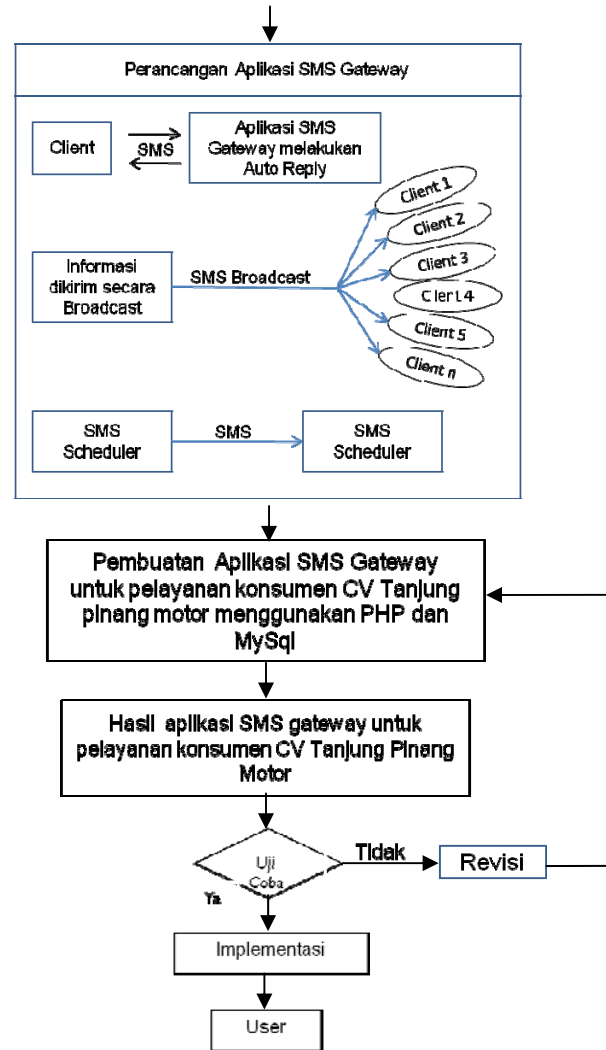 Perancangan Aplikasi SMS Gateway
Client
SMS
Aplikasi SMS
Gateway melakukan
Auto Reply
Informasi
dikirim secara
Broadcast
SMS Broadcast
Client 1
Client 2
Client 3
Client 4
Client 5
Client n
SMS
Scheduler
SMS
SMS
Scheduler
Pembuatan Aplikasi SMS Gateway
untuk pelayanan konsumen CV Tanjung
pinang motor menggunakan PHP dan
MySql
Hasil aplikasi SMS gateway untuk
pelayanan konsumen CV Tanjung Pinang
Motor
Uji
Coba
Tidak
Revisi
Ya
Implementasi
User